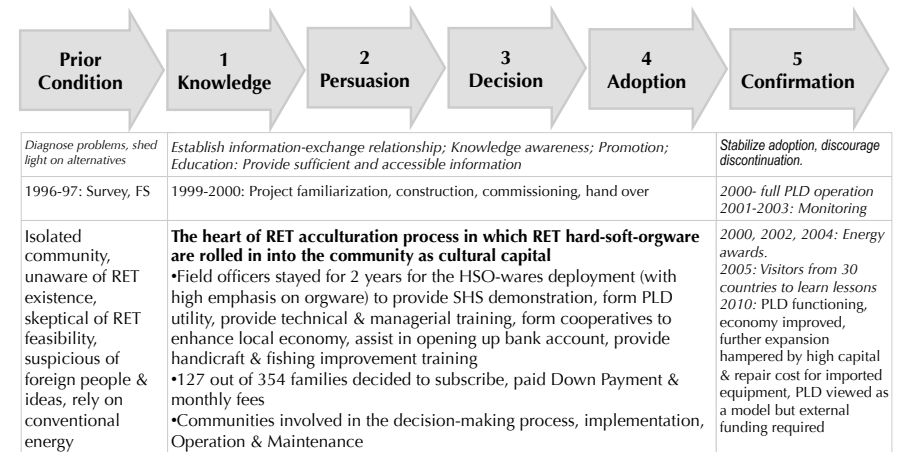 Prior
Condition
1
Knowledge
2
Persuasion
3
Decision
4
Adoption
5
Confirmation
Diagnose problems, shed
light on alternatives
Establish information-exchange relationship; Knowledge awareness; Promotion;
Education: Provide sufficient and accessible information
Stabilize adoption, discourage
discontinuation.
1996-97: Survey, FS
1999-2000: Project familiarization, construction, commissioning, hand over
2000- full PLD operation
2001-2003: Monitoring
Isolated
community,
unaware of RET
existence,
skeptical of RET
feasibility,
suspicious of
foreign people &
ideas, rely on
conventional
energy
The heart of RET acculturation process in which RET hard-soft-orgware
are rolled in into the community as cultural capital
•Field officers stayed for 2 years for the HSO-wares deployment (with
high emphasis on orgware) to provide SHS demonstration, form PLD
utility, provide technical & managerial training, form cooperatives to
enhance local economy, assist in opening up bank account, provide
handicraft & fishing improvement training
•127 out of 354 families decided to subscribe, paid Down Payment &
monthly fees
•Communities involved in the decision-making process, implementation,
Operation & Maintenance
2000, 2002, 2004: Energy
awards.
2005: Visitors from 30
countries to learn lessons
2010: PLD functioning,
economy improved,
further expansion
hampered by high capital
& repair cost for imported
equipment, PLD viewed as
a model but external
funding required